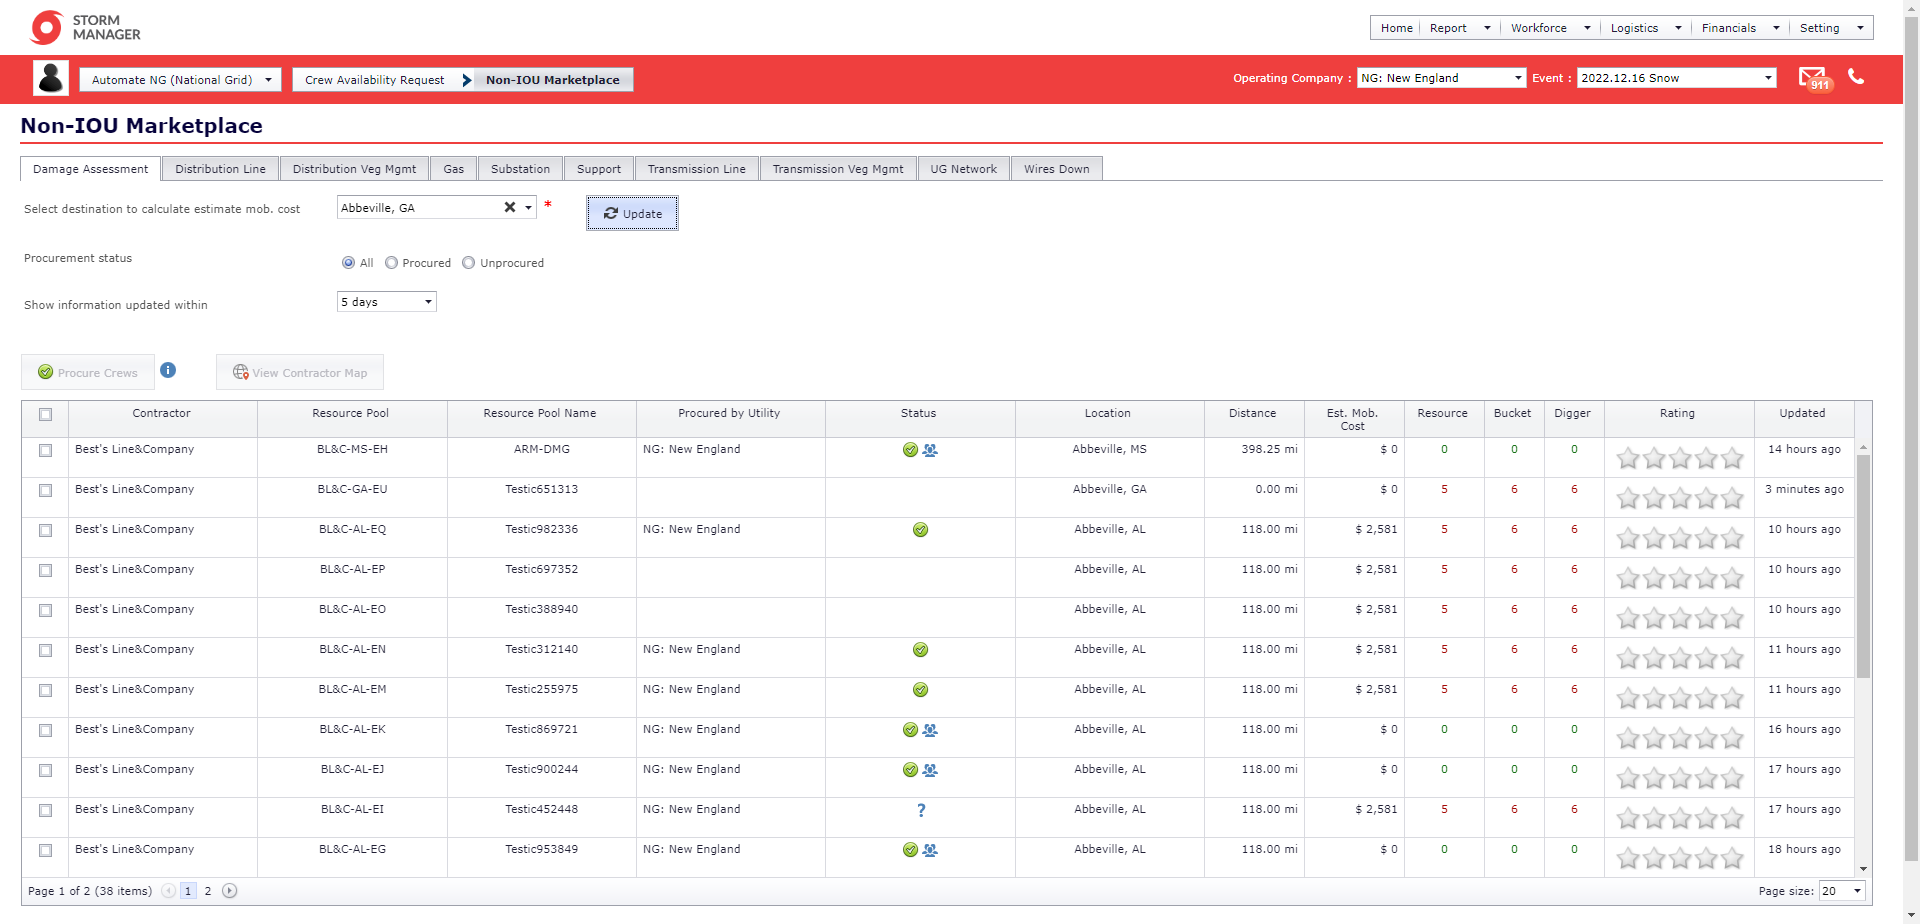 STORM
MANAGER
Home Report Workforce Logistics Financials Setting
Automate NG (National Grid) Crew Availability Request Non-IOU Marketplace Operating Company : NG: New England Event : 2022.12.16 Snow 911
Non-IOU Marketplace
Damage Assessment Distribution Line Distribution Veg Mgmt Gas Substation Support Transmission Line Transmission Veg Mgmt UG Network Wires Down
Select destination to calculate estimate mob. cost Abbeville, GA * Update
Procurement status All Procured Unprocured
Show information updated within 5 days
Procure Crews i View Contractor Map
Contractor Resource Pool Resource Pool Name Procured by Utility Status Location Distance Est. Mob. Cost Resource Bucket Digger Rating Updated
Best's Line&Company BL&C-MS-EH ARM-DMG NG: New England Abbeville, MS 398.25 mi $ 0 0 0 0 14 hours ago
Best's Line&Company BL&C-GA-EU Testic651313 Abbeville, GA 0.00 mi $ 0 5 6 6 3 minutes ago
Best's Line&Company BL&C-AL-EQ Testic982336 NG: New England Abbeville, AL 118.00 mi $ 2,581 5 6 6 10 hours ago
Best's Line&Company BL&C-AL-EP Testic697352 Abbeville, AL 118.00 mi $ 2,581 5 6 6 10 hours ago
Best's Line&Company BL&C-AL-EO Testic388940 Abbeville, AL 118.00 mi $ 2,581 5 6 6 10 hours ago
Best's Line&Company BL&C-AL-EN Testic312140 NG: New England Abbeville, AL 118.00 mi $ 2,581 5 6 6 11 hours ago
Best's Line&Company BL&C-AL-EM Testic255975 NG: New England Abbeville, AL 118.00 mi $ 2,581 5 6 6 11 hours ago
Best's Line&Company BL&C-AL-EK Testic869721 NG: New England Abbeville, AL 118.00 mi $ 0 0 0 0 16 hours ago
Best's Line&Company BL&C-AL-EJ Testic900244 NG: New England Abbeville, AL 118.00 mi $ 0 0 0 0 17 hours ago
Best's Line&Company BL&C-AL-EI Testic452448 NG: New England ? Abbeville, AL 118.00 mi $ 2,581 5 6 6 17 hours ago
Best's Line&Company BL&C-AL-EG Testic953849 NG: New England Abbeville, AL 118.00 mi $ 0 0 0 0 18 hours ago
Page 1 of 2 (38 items) 1 2 Page size: 20